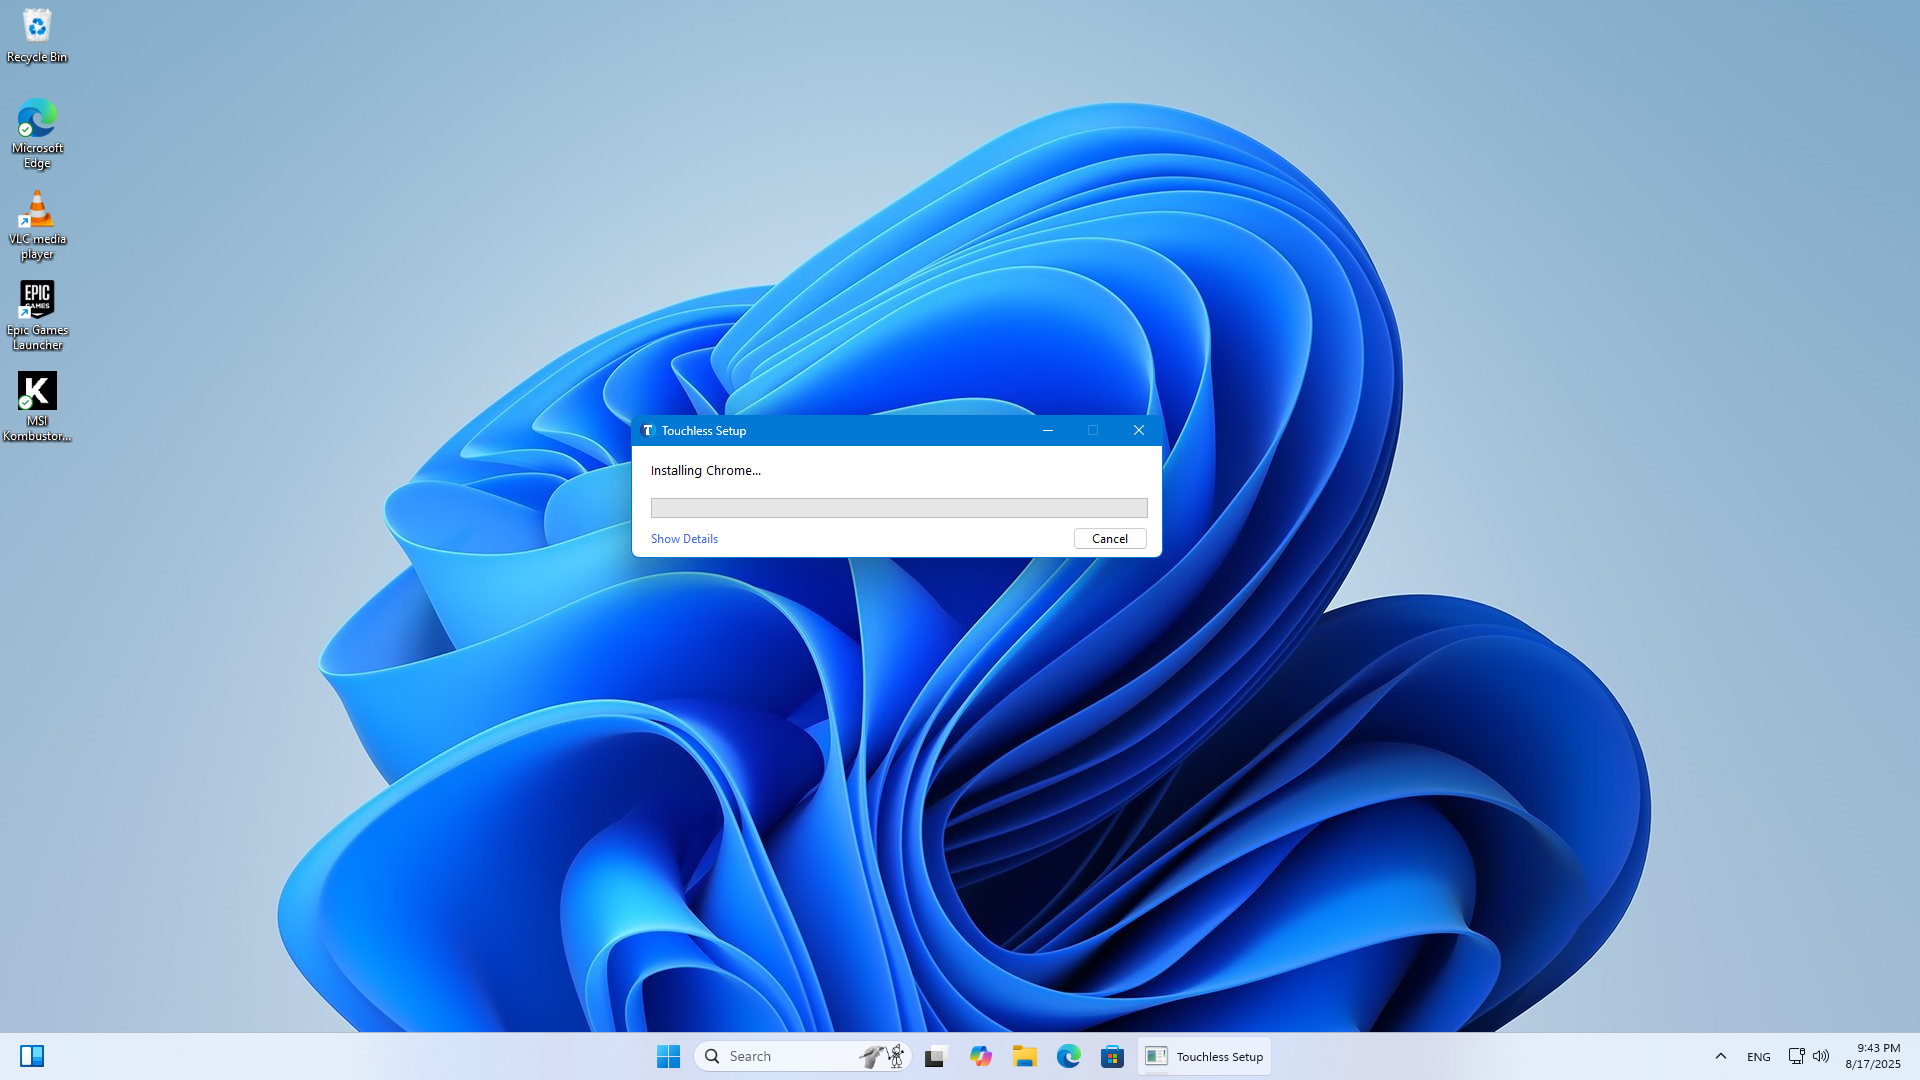 Recycle Bin
Microsoft
Edge
VLC media
player
EPIC
GAMES
Epic Games
Launcher
K
MSI
Kombustor...
T Touchless Setup
Installing Chrome...
Show Details
Cancel
Search
Touchless Setup
ENG
9:43 PM
8/17/2025